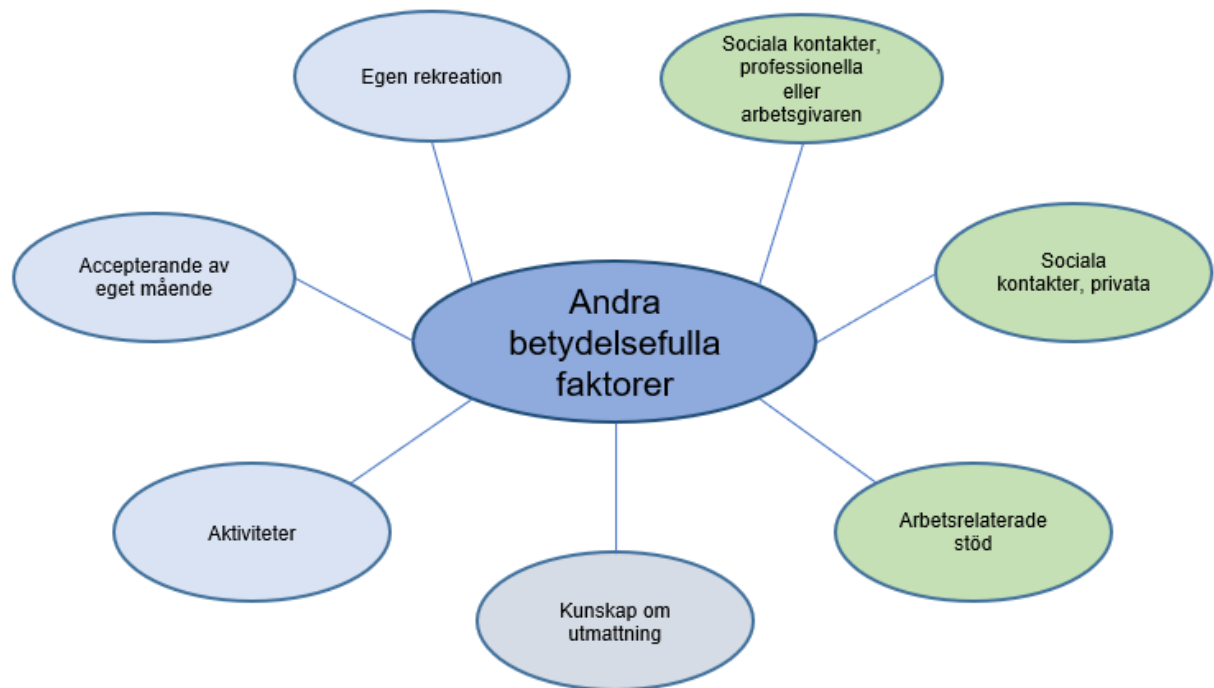 Egen rekreation
Sociala kontakter,
professionella
eller
arbetsgivaren
Accepterande av
eget mående
Sociala
kontakter, privata
Andra
betydelsefulla
faktorer
Aktiviteter
Arbetsrelaterade
stöd
Kunskap om
utmattning